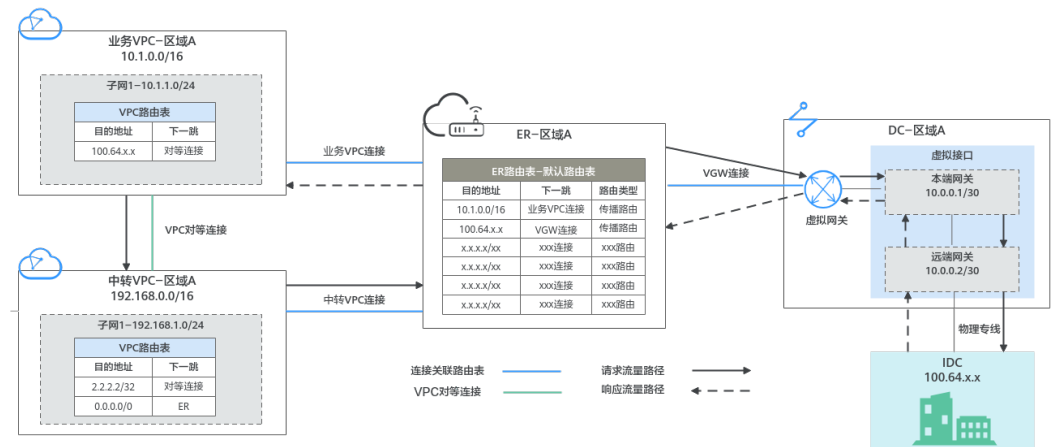 业务VPC-区域A
10.1.0.0/16
子网1-10.1.1.0/24
VPC路由表
目的地址 下一跳
100.64.x.x 对等连接
VPC对等连接
中转VPC-区域A
192.168.0.0/16
子网1-192.168.1.0/24
VPC路由表
目的地址 下一跳
2.2.2.2/32 对等连接
0.0.0.0/0 ER
业务VPC连接
中转VPC连接
ER-区域A
ER路由表-默认路由表
目的地址 下一跳 路由类型
10.1.0.0/16 业务VPC连接 传播路由
100.64.x.x VGW连接 传播路由
x.x.x.x/xx xxx连接 xxx路由
x.x.x.x/xx xxx连接 xxx路由
x.x.x.x/xx xxx连接 xxx路由
x.x.x.x/xx xxx连接 xxx路由
VGW连接
DC-区域A
虚拟接口
虚拟网关
本端网关
10.0.0.1/30
远端网关
10.0.0.2/30
物理专线
IDC
100.64.x.x
连接关联路由表
请求流量路径
VPC对等连接
响应流量路径